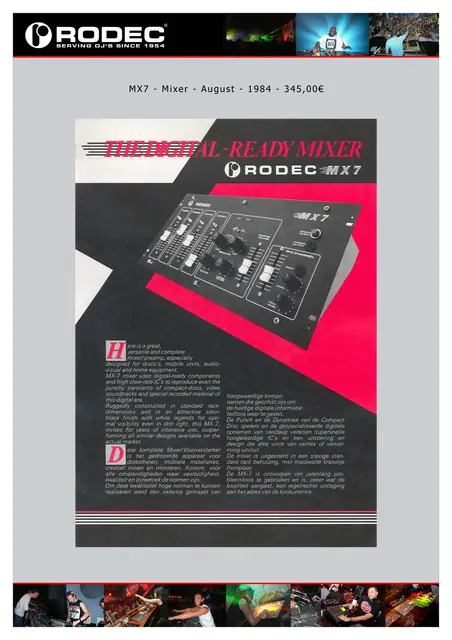 RODEC
SERVING DJ'S SINCE 1954
MX7 - Mixer - August - 1984 - 345,00€
THE DIGITAL-READY MIXER
RODEC MX7
RODEC
MX7
MIC CHANNEL
Here is a great,
versatile and complete
mixer/preamp, especially
designed for disco's, mobile units, audio-
visual and home equipment.
MX-7 mixer uses digital-ready components
and high slew-rate IC's to reproduce even the
punchy transients of compact-discs, video
soundtracks and special recorded material of
this digital are.
Ruggedly constructed in standard rack-
dimensions and in an attractive satin-
black finish with white legends for opti-
mal visibility even in dim light, this MX-7,
invites for years of intensive use, outper-
forming all similar designs available on the
actual market.
Deze komplete Mixer/Voorversterker
is het gedroomde apparaat voor
diskotheken, mobiele installaties,
creatief mixen en monteren. Kortom, voor
alle omstandigheden waar veelzijdigheid,
kwaliteit en dynamiek de normen zijn.
Om deze kwalitatief hoge normen te kunnen
realiseren werd een selectie gemaakt van
hoogwaardige kompo-
nenten die geschikt zijn om
de huidige digitale informatie
feilloos weer te geven.
De Punch en de Dynamiek van de Compact
Disc spelers en de gespecialiseerde digitale
opnamen van vandaag vereisen supersnelle
hoogwaardige IC's en een uitvoering en
design die elke vorm van verlies of vervor-
ming uitsluit.
De mixer is uitgevoerd in een stevige stan-
daard rack behuizing, met matzwarte krasvrije
frontplaat.
De MX-7 is ontworpen om jarenlang pro-
bleemloos te gebruiken en is, zeker wat de
kwaliteit aangaat, een regelrechte uitdaging
aan het adres van de konkurrentie.